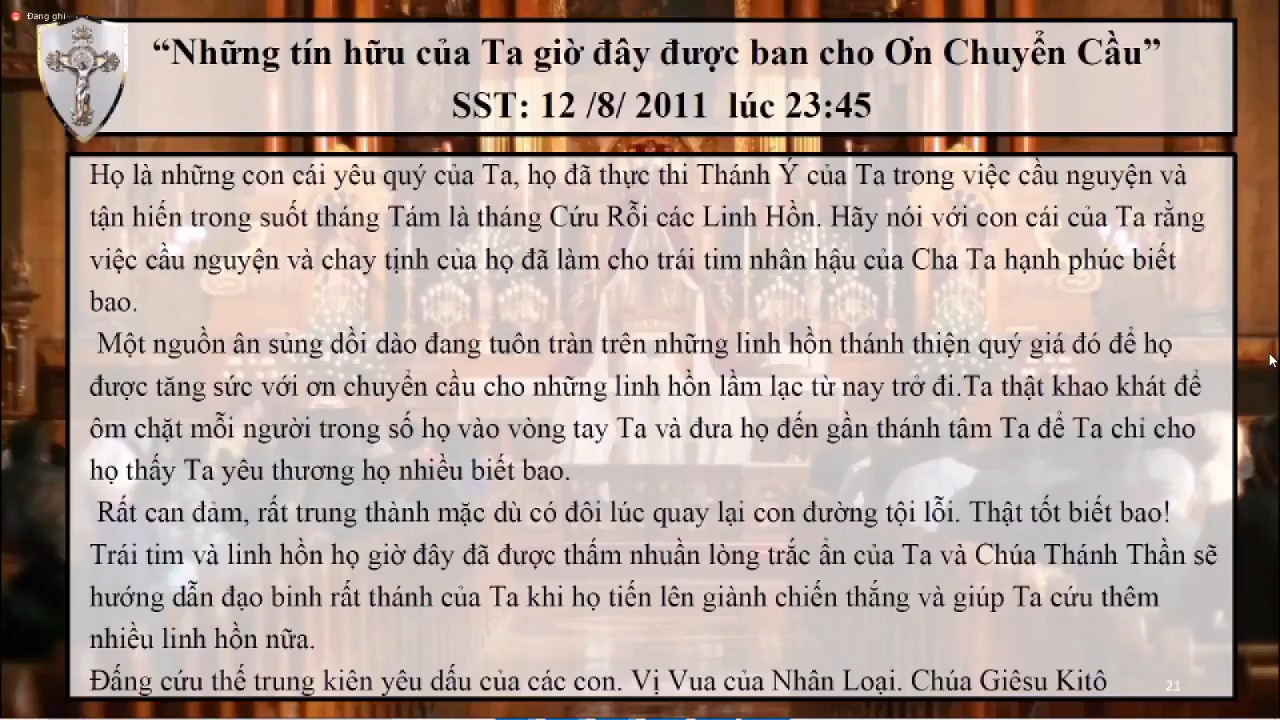 Đang ghi
“Những tín hữu của Ta giờ đây được ban cho Ơn Chuyển Cầu”
SST: 12 /8/ 2011 lúc 23:45
Họ là những con cái yêu quý của Ta, họ đã thực thi Thánh Ý của Ta trong việc cầu nguyện và
tận hiến trong suốt tháng Tám là tháng Cứu Rỗi các Linh Hồn. Hãy nói với con cái của Ta rằng
việc cầu nguyện và chay tịnh của họ đã làm cho trái tim nhân hậu của Cha Ta hạnh phúc biết
bao.
Một nguồn ân sủng dồi dào đang tuôn tràn trên những linh hồn thánh thiện quý giá đó để họ
được tăng sức với ơn chuyển cầu cho những linh hồn lầm lạc từ nay trở đi.Ta thật khao khát để
ôm chặt mỗi người trong số họ vào vòng tay Ta và đưa họ đến gần thánh tâm Ta để Ta chỉ cho
họ thấy Ta yêu thương họ nhiều biết bao.
Rất can đảm, rất trung thành mặc dù có đôi lúc quay lại con đường tội lỗi. Thật tốt biết bao!
Trái tim và linh hồn họ giờ đây đã được thấm nhuần lòng trắc ẩn của Ta và Chúa Thánh Thần sẽ
hướng dẫn đạo binh rất thánh của Ta khi họ tiến lên giành chiến thắng và giúp Ta cứu thêm
nhiều linh hồn nữa.
Đấng cứu thế trung kiên yêu dấu của các con. Vị Vua của Nhân Loại. Chúa Giêsu Kitô
21